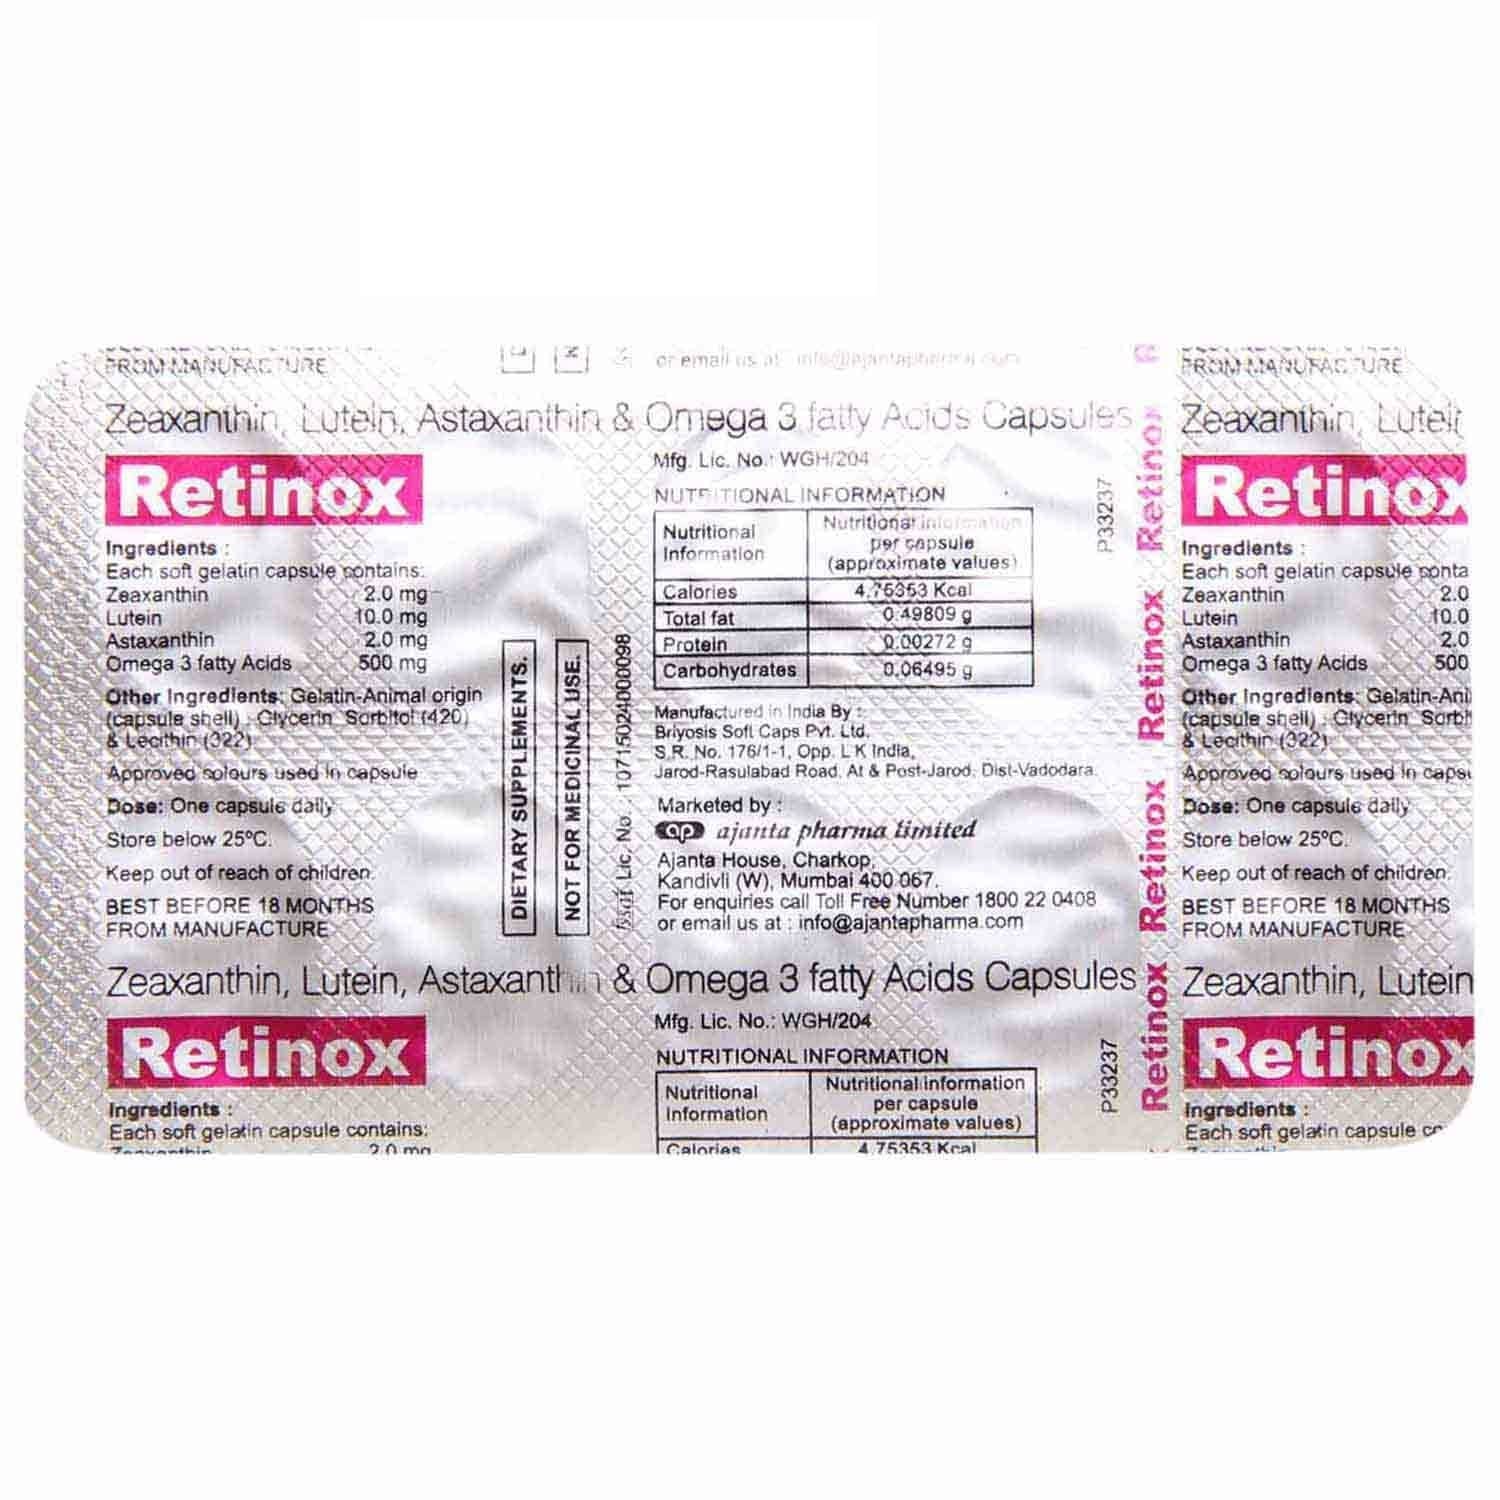 FROM MANUFACTURE
or email us at : info@ajantapharma.com
FROM MANUFACTURE
Zeaxanthin, Lutein, Astaxanthin & Omega 3 fatty Acids Capsules
Retinox
Ingredients :
Each soft gelatin capsule contains:
Zeaxanthin 2.0 mg
Lutein 10.0 mg
Astaxanthin 2.0 mg
Omega 3 fatty Acids 500 mg
Other Ingredients: Gelatin-Animal origin
(capsule shell), Glycerin Sorbitol (420)
& Lecithin (322)
Approved colours used in capsule
Dose: One capsule daily
Store below 25°C.
Keep out of reach of children.
BEST BEFORE 18 MONTHS
FROM MANUFACTURE
DIETARY SUPPLEMENTS.
NOT FOR MEDICINAL USE.
fssai Lic. No. 10715024000098
Mfg. Lic. No.: WGH/204
NUTRITIONAL INFORMATION
Nutritional Information
Nutritional information per capsule (approximate values)
Calories 4.75353 Kcal
Total fat 0.49809 g
Protein 0.00272 g
Carbohydrates 0.06495 g
Manufactured in India By :
Briyosis Soft Caps Pvt. Ltd.
S.R. No. 176/1-1, Opp. L K India,
Jarod-Rasulabad Road, At & Post-Jarod, Dist-Vadodara.
Marketed by :
ap ajanta pharma limited
Ajanta House, Charkop,
Kandivli (W), Mumbai 400 067.
For enquiries call Toll Free Number 1800 22 0408
or email us at : info@ajantapharma.com
P33237
Retinox Retinox Retinox Retinox
Zeaxanthin, Lutein
Retinox
Ingredients :
Each soft gelatin capsule conta
Zeaxanthin 2.0
Lutein 10.0
Astaxanthin 2.0
Omega 3 fatty Acids 500
Other Ingredients: Gelatin-Ani
(capsule shell), Glycerin Sorbit
& Lecithin (322)
Approved colours used in capsu
Dose: One capsule daily
Store below 25°C.
Keep out of reach of children.
BEST BEFORE 18 MONTHS
FROM MANUFACTURE
Zeaxanthin, Lutein, Astaxanthin & Omega 3 fatty Acids Capsules
Retinox
Ingredients :
Each soft gelatin capsule contains:
Zeaxanthin 2.0 mg
Mfg. Lic. No.: WGH/204
NUTRITIONAL INFORMATION
Nutritional Information
Nutritional information per capsule (approximate values)
Calories 4.75353 Kcal
P33237
Zeaxanthin, Lutein
Retinox
Ingredients :
Each soft gelatin capsule co